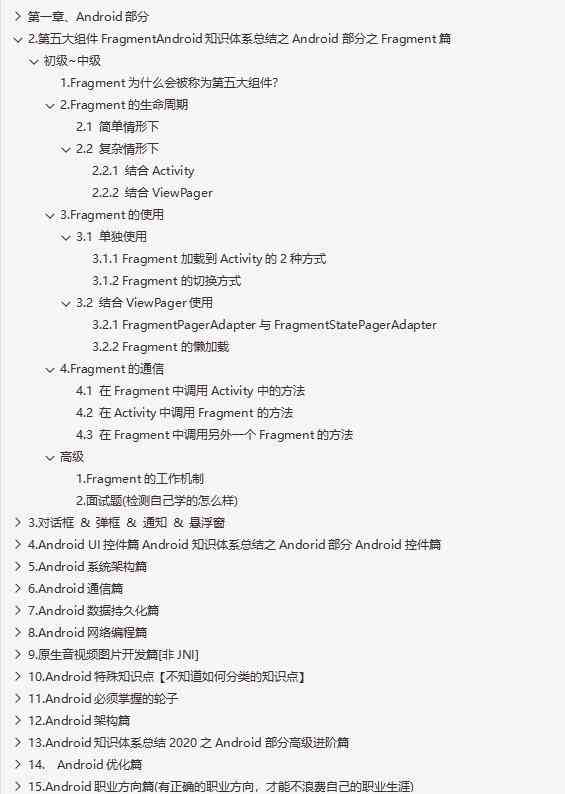 第一章、Android 部分
2.第五大组件 FragmentAndroid 知识体系总结之 Android 部分之 Fragment 篇
初级~中级
1.Fragment 为什么会被称为第五大组件?
2.Fragment 的生命周期
2.1 简单情形下
2.2 复杂情形下
2.2.1 结合 Activity
2.2.2 结合 ViewPager
3.Fragment 的使用
3.1 单独使用
3.1.1 Fragment 加载到 Activity 的 2 种方式
3.1.2 Fragment 的切换方式
3.2 结合 ViewPager 使用
3.2.1 FragmentPagerAdapter 与 FragmentStatePagerAdapter
3.2.2 Fragment 的懒加载
4.Fragment 的通信
4.1 在 Fragment 中调用 Activity 中的方法
4.2 在 Activity 中调用 Fragment 的方法
4.3 在 Fragment 中调用另外一个 Fragment 的方法
高级
1.Fragment 的工作机制
2.面试题(检测自己学的怎么样)
3.对话框 & 弹框 & 通知 & 悬浮窗
4.Android UI 控件篇 Android 知识体系总结之 Andorid 部分 Android 控件篇
5.Android 系统架构篇
6.Android 通信篇
7.Android 数据持久化篇
8.Android 网络编程篇
9.原生音视频图片开发篇[非 JNI]
10.Android 特殊知识点【不知道如何分类的知识点】
11.Android 必须掌握的轮子
12.Android 架构篇
13.Android 知识体系总结 2020 之 Android 部分高级进阶篇
14. Android 优化篇
15.Android 职业方向篇(有正确的职业方向，才能不浪费自己的职业生涯)